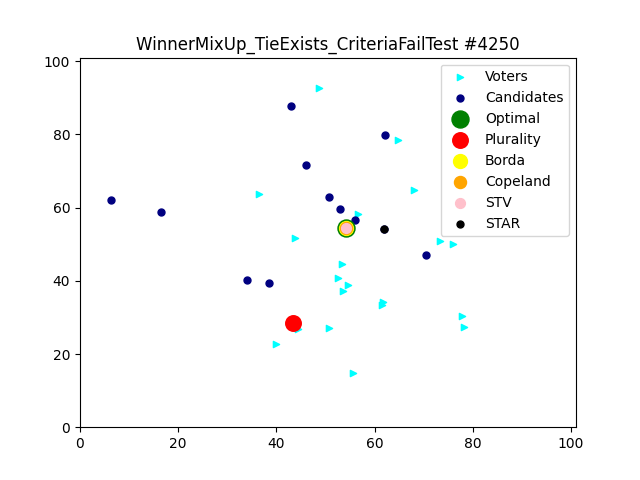 WinnerMixUp_TieExists_CriteriaFailTest #4250
100
80
60
40
20
0
0
20
40
60
80
100
Voters
Candidates
Optimal
Plurality
Borda
Copeland
STV
STAR